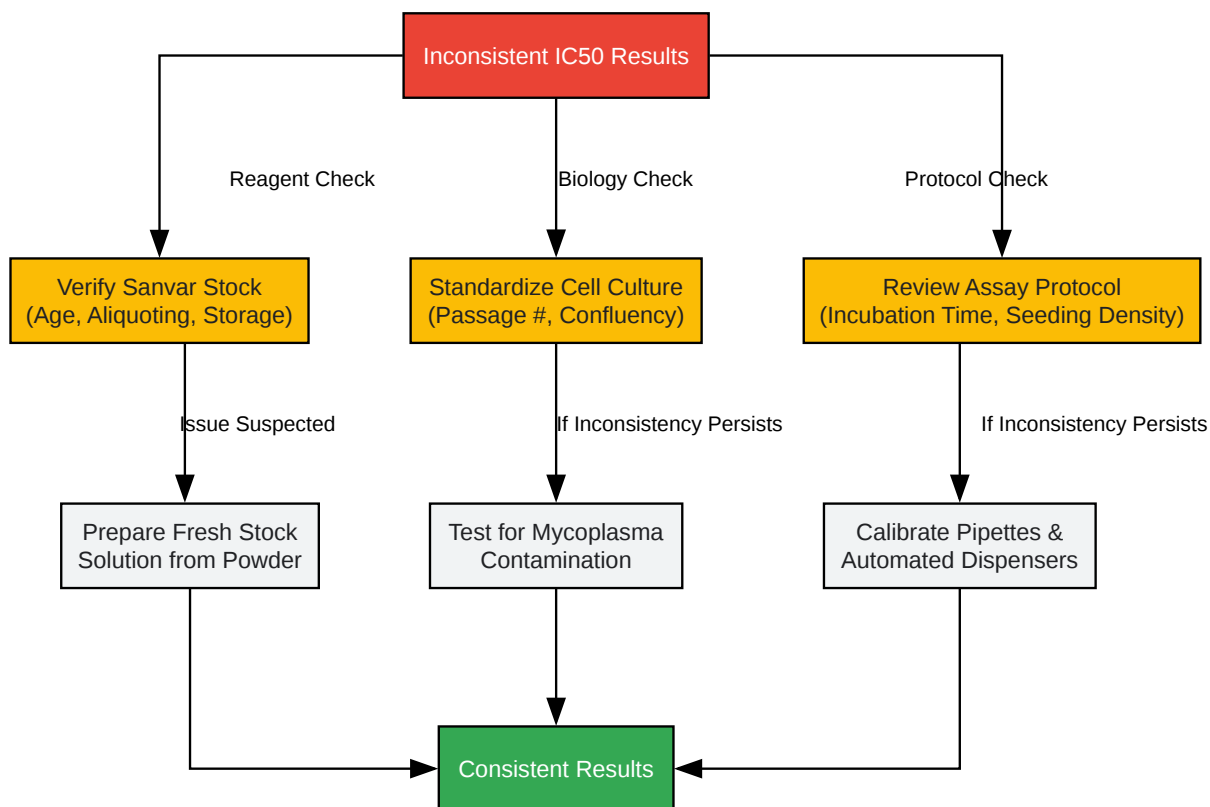 Inconsistent IC50 Results
Reagent Check
Biology Check
Protocol Check
Verify Sanvar Stock
(Age, Aliquoting, Storage)
Standardize Cell Culture
(Passage #, Confluency)
Review Assay Protocol
(Incubation Time, Seeding Density)
Issue Suspected
If Inconsistency Persists
If Inconsistency Persists
Prepare Fresh Stock
Solution from Powder
Test for Mycoplasma
Contamination
Calibrate Pipettes &
Automated Dispensers
Consistent Results